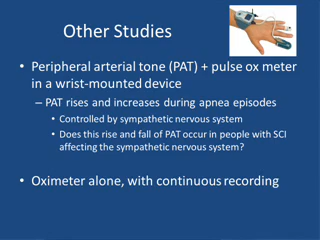 Other Studies
• Peripheral arterial tone (PAT) + pulse ox meter
in a wrist-mounted device
– PAT rises and increases during apnea episodes
• Controlled by sympathetic nervous system
• Does this rise and fall of PAT occur in people with SCI
affecting the sympathetic nervous system?
• Oximeter alone, with continuous recording